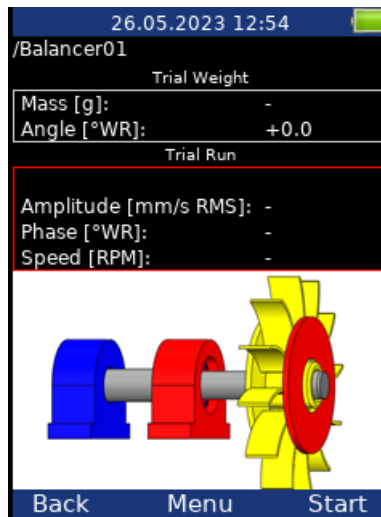 26.05.2023 12:54
/Balancer01
Trial Weight
Mass [g]: -
Angle [°WR]: +0.0
Trial Run
Amplitude [mm/s RMS]: -
Phase [°WR]: -
Speed [RPM]: -
Back Menu Start